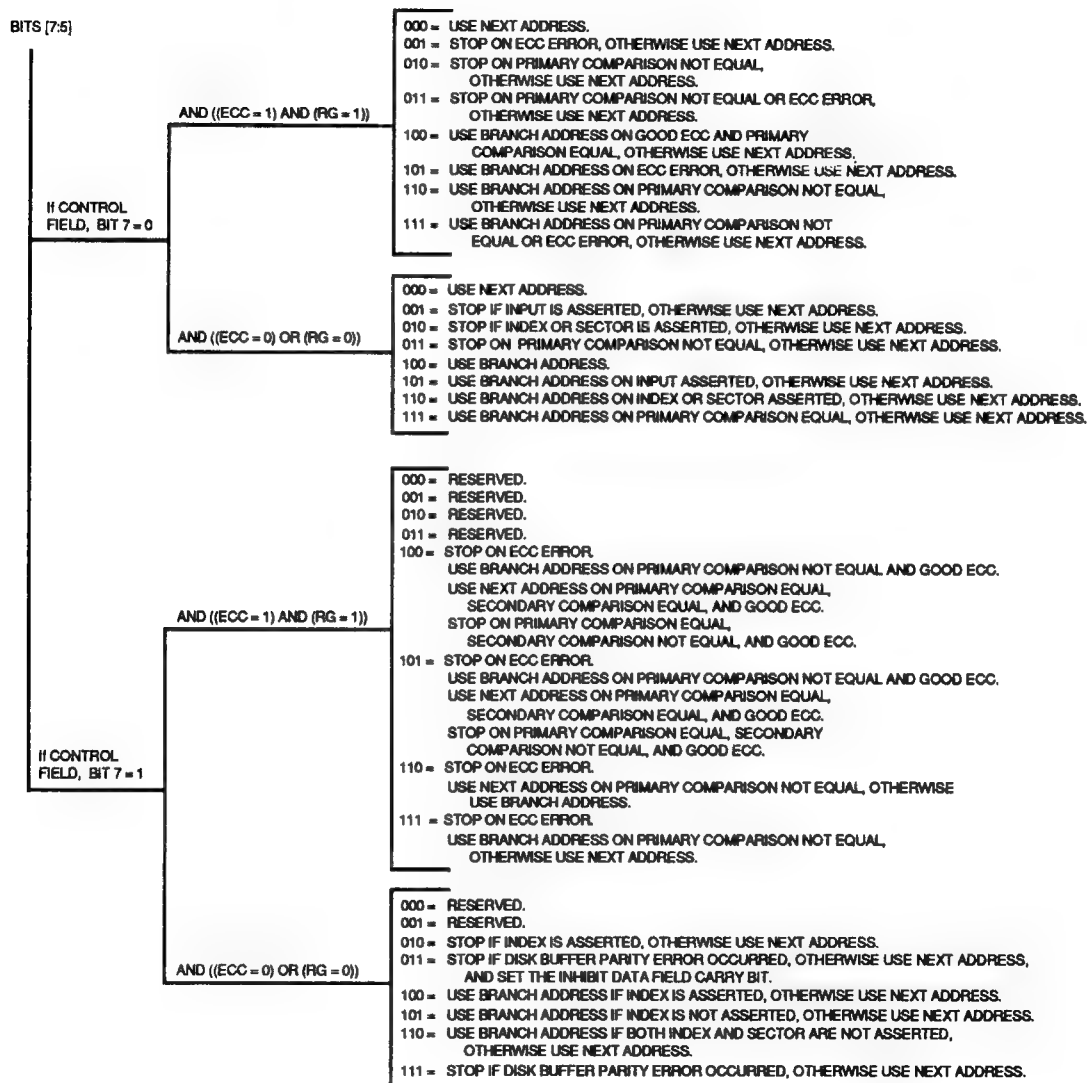 BITS [7:5]
000 = USE NEXT ADDRESS.
001 = STOP ON ECC ERROR, OTHERWISE USE NEXT ADDRESS.
010 = STOP ON PRIMARY COMPARISON NOT EQUAL,
OTHERWISE USE NEXT ADDRESS.
011 = STOP ON PRIMARY COMPARISON NOT EQUAL OR ECC ERROR,
OTHERWISE USE NEXT ADDRESS.
AND ((ECC = 1) AND (RG = 1))
100 = USE BRANCH ADDRESS ON GOOD ECC AND PRIMARY
COMPARISON EQUAL, OTHERWISE USE NEXT ADDRESS.
101 = USE BRANCH ADDRESS ON ECC ERROR, OTHERWISE USE NEXT ADDRESS.
110 = USE BRANCH ADDRESS ON PRIMARY COMPARISON NOT EQUAL,
OTHERWISE USE NEXT ADDRESS.
111 = USE BRANCH ADDRESS ON PRIMARY COMPARISON NOT
EQUAL OR ECC ERROR, OTHERWISE USE NEXT ADDRESS.
If CONTROL
FIELD, BIT 7 = 0
000 = USE NEXT ADDRESS.
001 = STOP IF INPUT IS ASSERTED, OTHERWISE USE NEXT ADDRESS.
010 = STOP IF INDEX OR SECTOR IS ASSERTED, OTHERWISE USE NEXT ADDRESS.
AND ((ECC = 0) OR (RG = 0))
011 = STOP ON PRIMARY COMPARISON NOT EQUAL, OTHERWISE USE NEXT ADDRESS.
100 = USE BRANCH ADDRESS.
101 = USE BRANCH ADDRESS ON INPUT ASSERTED, OTHERWISE USE NEXT ADDRESS.
110 = USE BRANCH ADDRESS ON INDEX OR SECTOR ASSERTED, OTHERWISE USE NEXT ADDRESS.
111 = USE BRANCH ADDRESS ON PRIMARY COMPARISON EQUAL, OTHERWISE USE NEXT ADDRESS.
000 = RESERVED.
001 = RESERVED.
010 = RESERVED.
011 = RESERVED.
100 = STOP ON ECC ERROR.
USE BRANCH ADDRESS ON PRIMARY COMPARISON NOT EQUAL AND GOOD ECC.
USE NEXT ADDRESS ON PRIMARY COMPARISON EQUAL,
SECONDARY COMPARISON EQUAL, AND GOOD ECC.
AND ((ECC = 1) AND (RG = 1))
STOP ON PRIMARY COMPARISON EQUAL,
SECONDARY COMPARISON NOT EQUAL, AND GOOD ECC.
101 = STOP ON ECC ERROR.
USE BRANCH ADDRESS ON PRIMARY COMPARISON NOT EQUAL AND GOOD ECC.
USE NEXT ADDRESS ON PRIMARY COMPARISON EQUAL,
SECONDARY COMPARISON EQUAL, AND GOOD ECC.
STOP ON PRIMARY COMPARISON EQUAL, SECONDARY
COMPARISON NOT EQUAL, AND GOOD ECC.
If CONTROL
FIELD, BIT 7 = 1
110 = STOP ON ECC ERROR.
USE NEXT ADDRESS ON PRIMARY COMPARISON NOT EQUAL, OTHERWISE
USE BRANCH ADDRESS.
111 = STOP ON ECC ERROR.
USE BRANCH ADDRESS ON PRIMARY COMPARISON NOT EQUAL,
OTHERWISE USE NEXT ADDRESS.
000 = RESERVED.
001 = RESERVED.
010 = STOP IF INDEX IS ASSERTED, OTHERWISE USE NEXT ADDRESS.
011 = STOP IF DISK BUFFER PARITY ERROR OCCURRED, OTHERWISE USE NEXT ADDRESS,
AND SET THE INHIBIT DATA FIELD CARRY BIT.
AND ((ECC = 0) OR (RG = 0))
100 = USE BRANCH ADDRESS IF INDEX IS ASSERTED, OTHERWISE USE NEXT ADDRESS.
101 = USE BRANCH ADDRESS IF INDEX IS NOT ASSERTED, OTHERWISE USE NEXT ADDRESS.
110 = USE BRANCH ADDRESS IF BOTH INDEX AND SECTOR ARE NOT ASSERTED,
OTHERWISE USE NEXT ADDRESS.
111 = STOP IF DISK BUFFER PARITY ERROR OCCURRED, OTHERWISE USE NEXT ADDRESS.